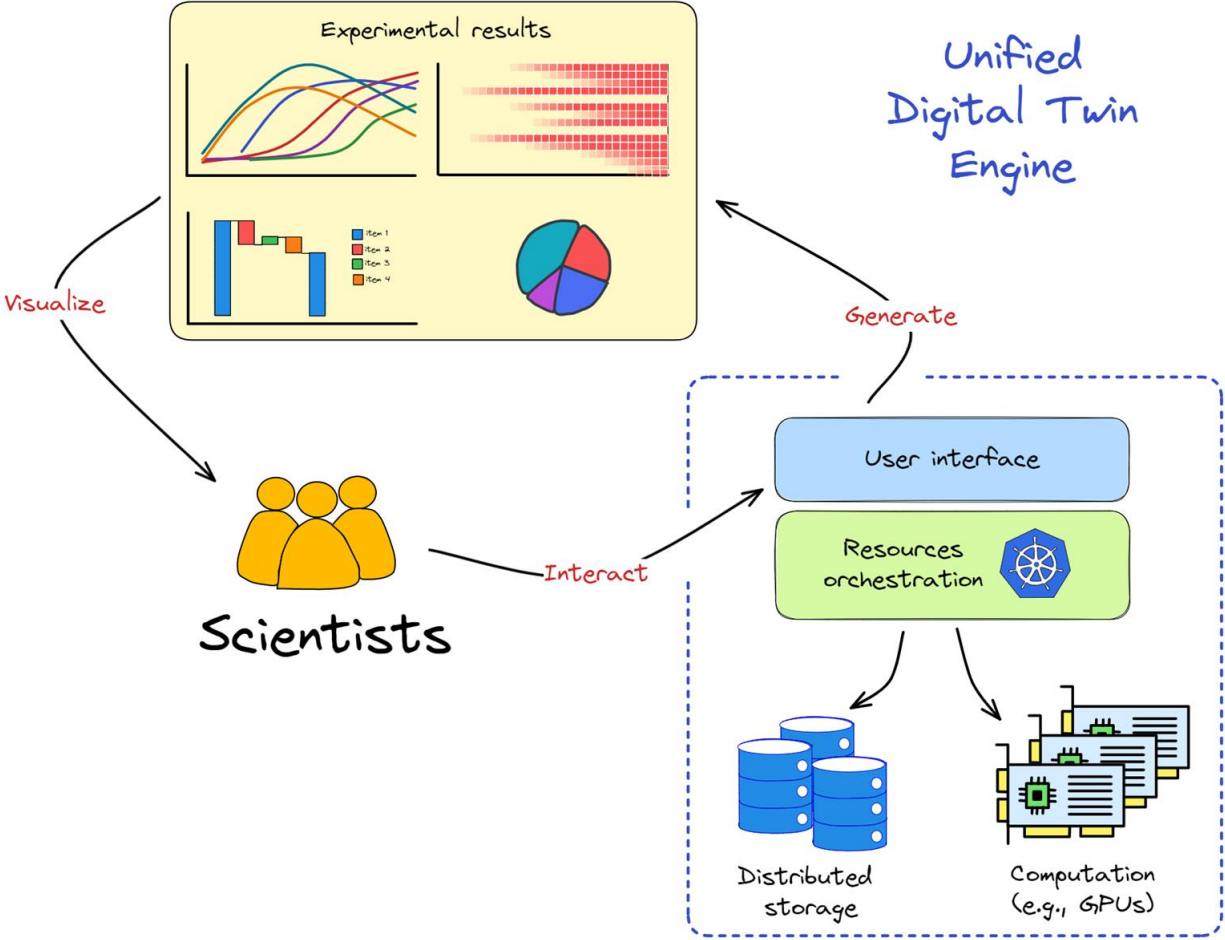 Experimental results
item 1
item 2
item 3
item 4
Unified
Digital Twin
Engine
Visualize
Generate
User interface
Resources
orchestration
Interact
Scientists
Distributed
storage
Computation
(e.g., GPUs)